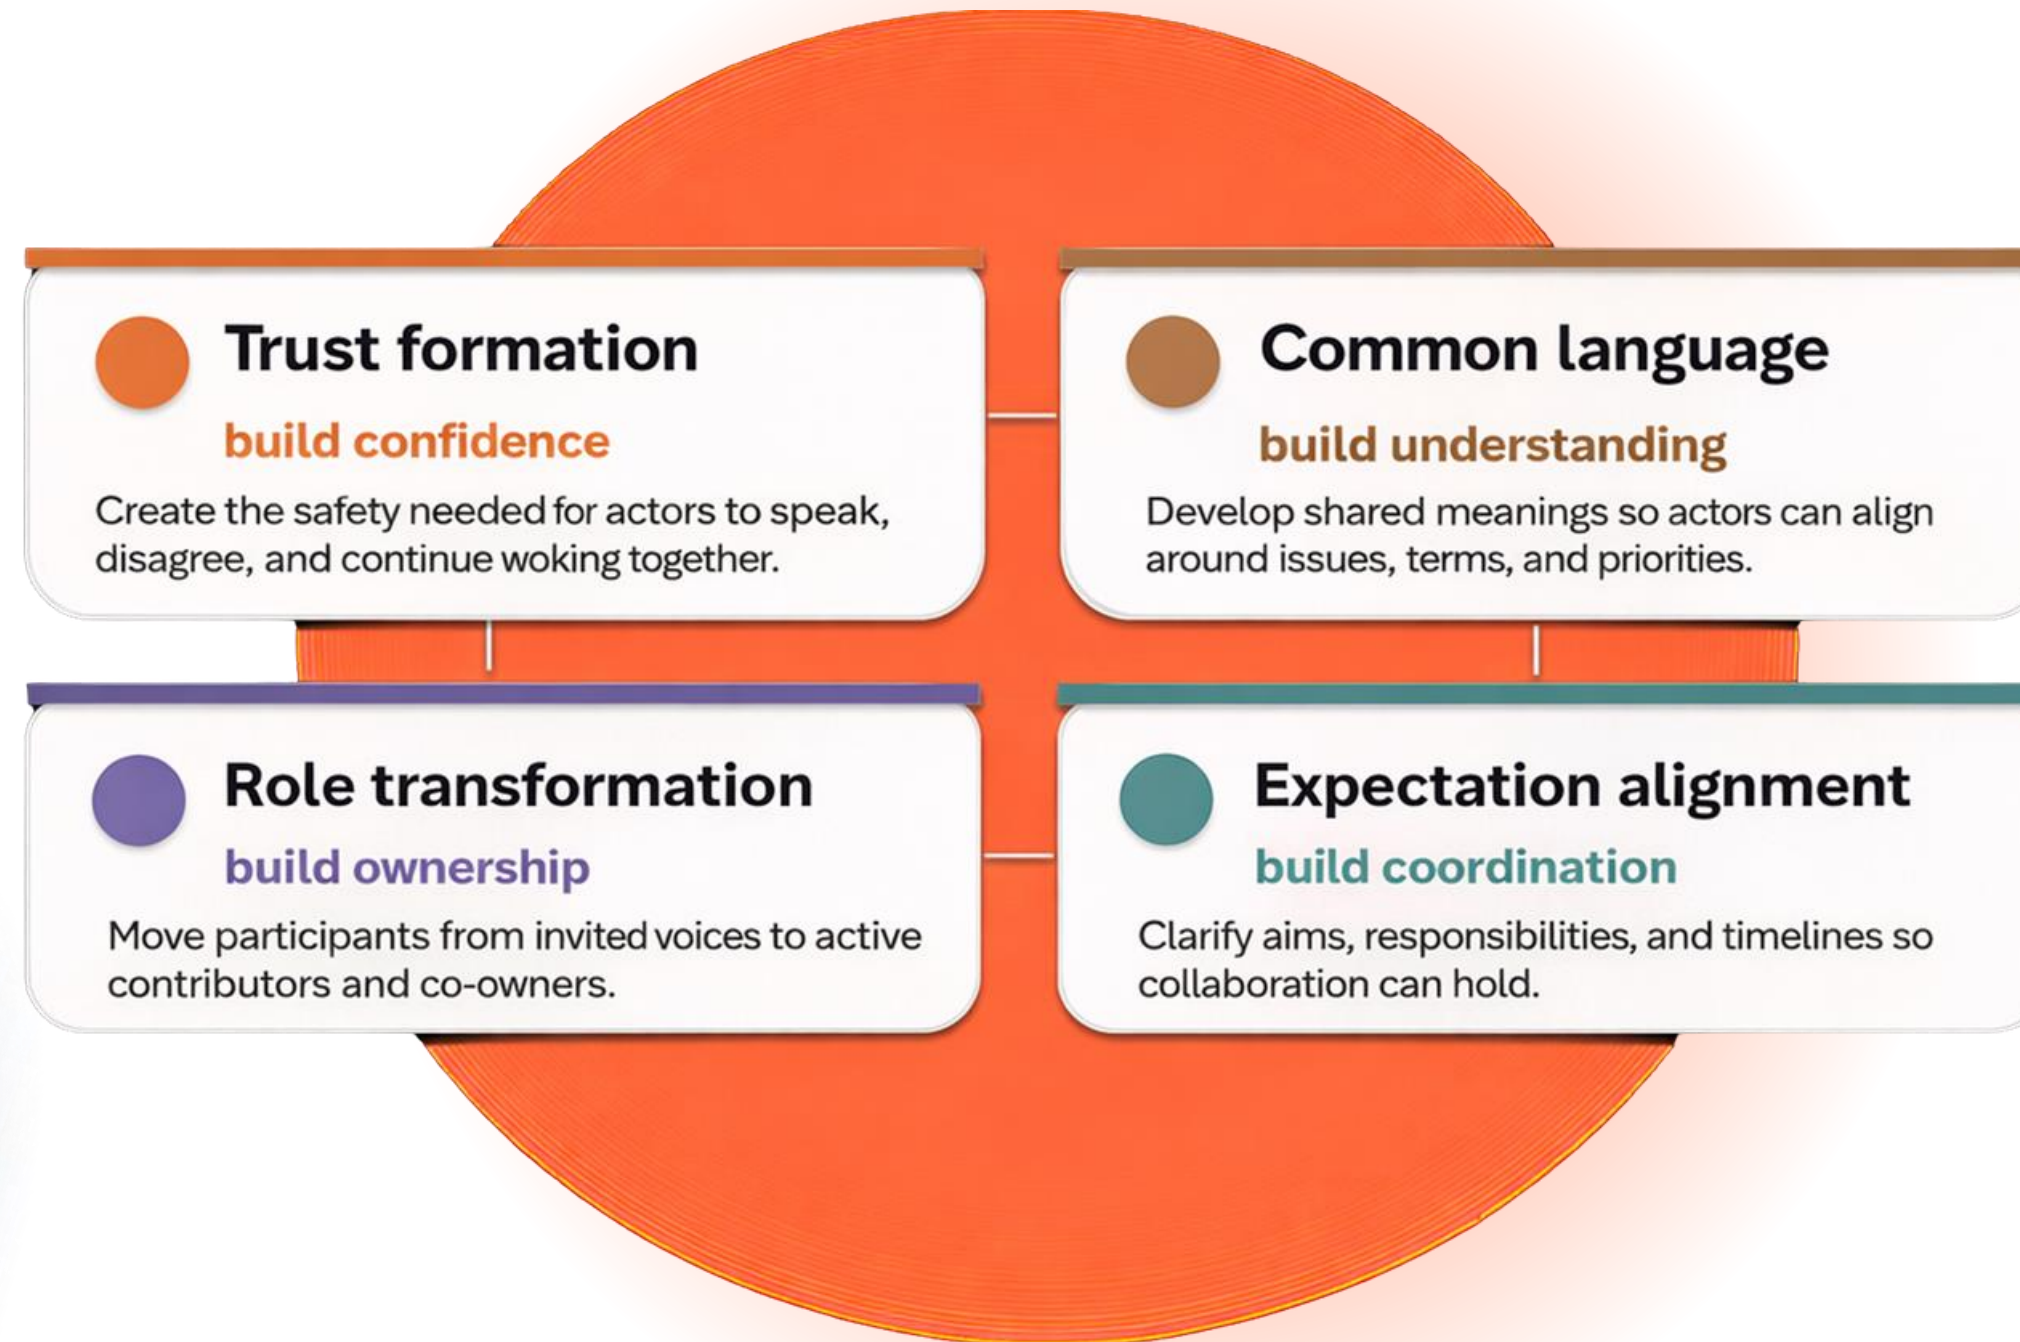 Trust formation
build confidence
Create the safety needed for actors to speak,
disagree, and continue woking together.
Common language
build understanding
Develop shared meanings so actors can align
around issues, terms, and priorities.
Role transformation
build ownership
Move participants from invited voices to active
contributors and co-owners.
Expectation alignment
build coordination
Clarify aims, responsibilities, and timelines so
collaboration can hold.